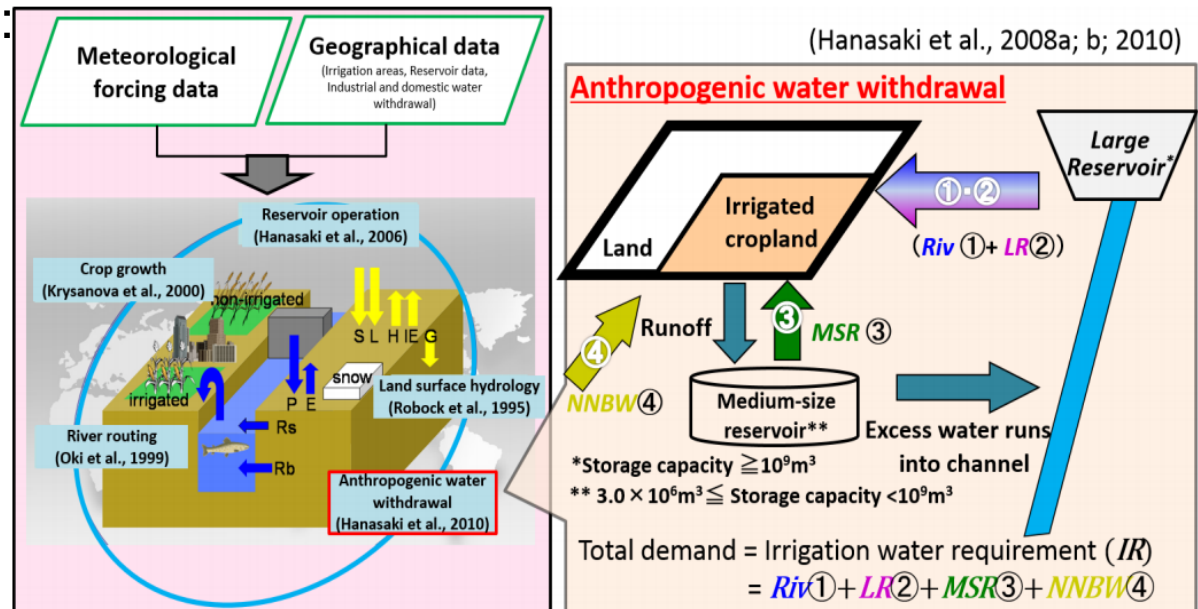 :
Meteorological
forcing data
Geographical data
(Irrigation areas, Reservoir data,
Industrial and domestic water
withdrawal)
Reservoir operation
(Hanasaki et al., 2006)
Crop growth
(Krysanova et al., 2000)
non-irrigated
S L H lE G
snow
Land surface hydrology
(Robock et al., 1995)
irrigated
P E
Rs
River routing
(Oki et al., 1999)
Rb
Anthropogenic water
withdrawal
(Hanasaki et al., 2010)
(Hanasaki et al., 2008a; b; 2010)
Anthropogenic water withdrawal
Large
Reservoir*
①·②
Irrigated
cropland
Land
(Riv ①+ LR②)
④
Runoff
③
MSR ③
NNBW④
Medium-size
reservoir**
Excess water runs
into channel
*Storage capacity ≧10⁹m³
** 3.0 × 10⁶m³≦ Storage capacity <10⁹m³
Total demand = Irrigation water requirement (IR)
= Riv①+LR②+MSR③+NNBW④